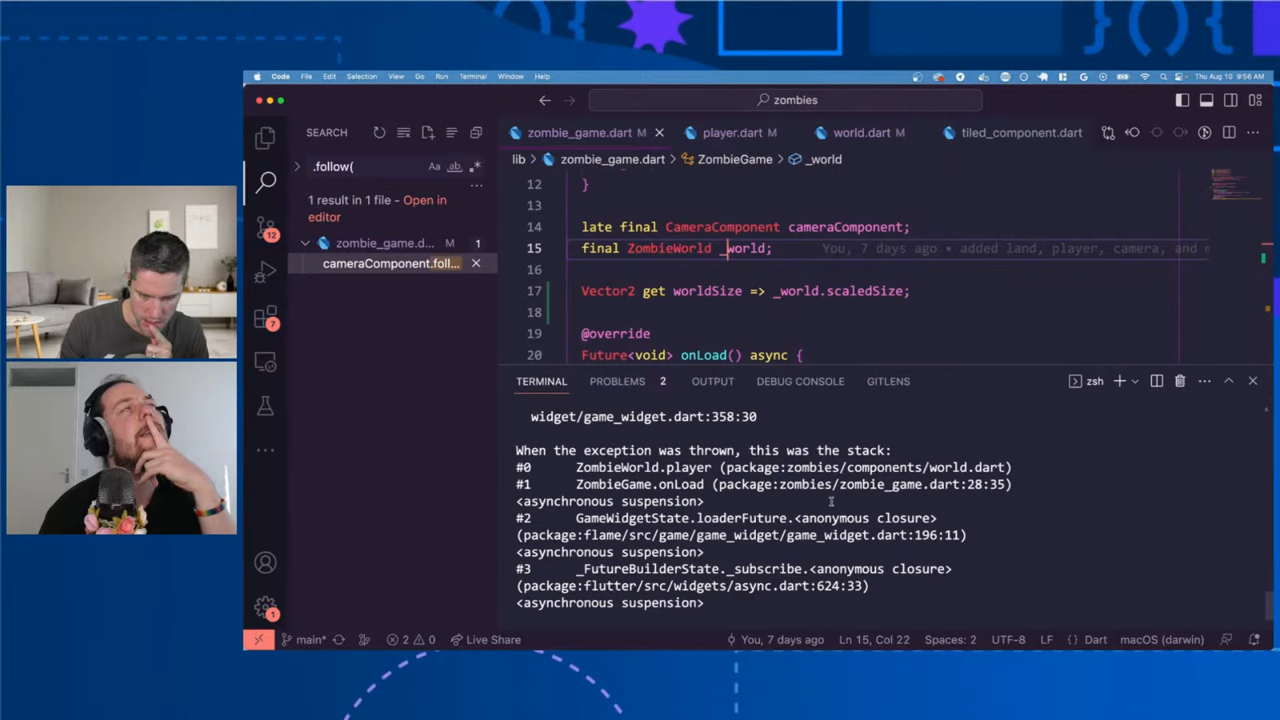 Code File Edit Selection View Go Run Terminal Window Help Thu Aug 10 9:56 AM
zombies
SEARCH
zombie_game.dart M
player.dart M
world.dart M
tiled_component.dart
.follow(
Aa ab
lib > zombie_game.dart > ZombieGame > _world
1 result in 1 file - Open in
editor
zombie_game.d... M 1
cameraComponent.foll...
12 }
13
14 late final CameraComponent cameraComponent;
15 final ZombieWorld _world; You, 7 days ago • added land, player, camera, and
16
17 Vector2 get worldSize => _world.scaledSize;
18
19 @override
20 Future<void> onLoad() async {
12
7
1
TERMINAL PROBLEMS 2 OUTPUT DEBUG CONSOLE GITLENS zsh
widget/game_widget.dart:358:30
When the exception was thrown, this was the stack:
#0 ZombieWorld.player (package:zombies/components/world.dart)
#1 ZombieGame.onLoad (package:zombies/zombie_game.dart:28:35)
<asynchronous suspension>
#2 GameWidgetState.loaderFuture.<anonymous closure>
(package:flame/src/game/game_widget/game_widget.dart:196:11)
<asynchronous suspension>
#3 _FutureBuilderState._subscribe.<anonymous closure>
(package:flutter/src/widgets/async.dart:624:33)
<asynchronous suspension>
main* 2 0 Live Share You, 7 days ago Ln 15, Col 22 Spaces: 2 UTF-8 LF {} Dart macOS (darwin)